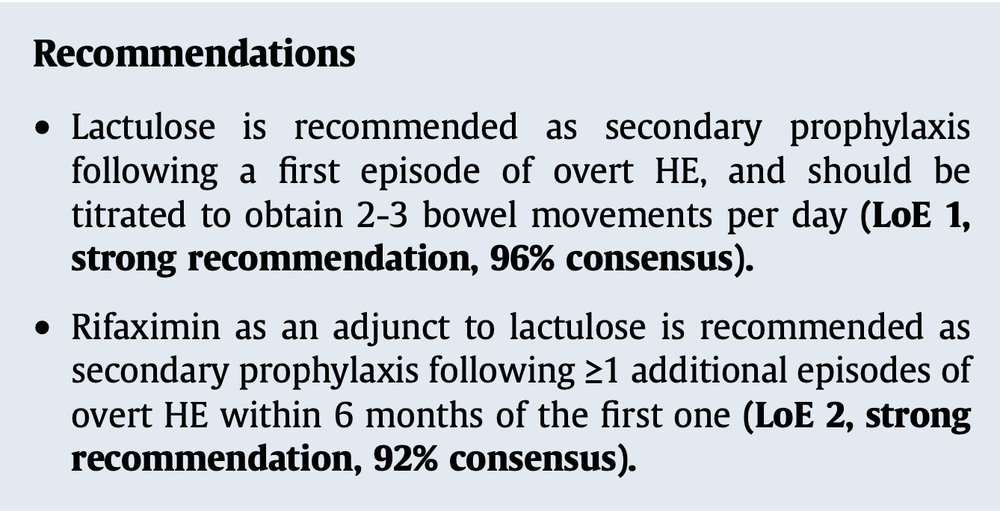 Recommendations
• Lactulose is recommended as secondary prophylaxis
following a first episode of overt HE, and should be
titrated to obtain 2-3 bowel movements per day (LoE 1,
strong recommendation, 96% consensus).
• Rifaximin as an adjunct to lactulose is recommended as
secondary prophylaxis following ≥1 additional episodes of
overt HE within 6 months of the first one (LoE 2, strong
recommendation, 92% consensus).